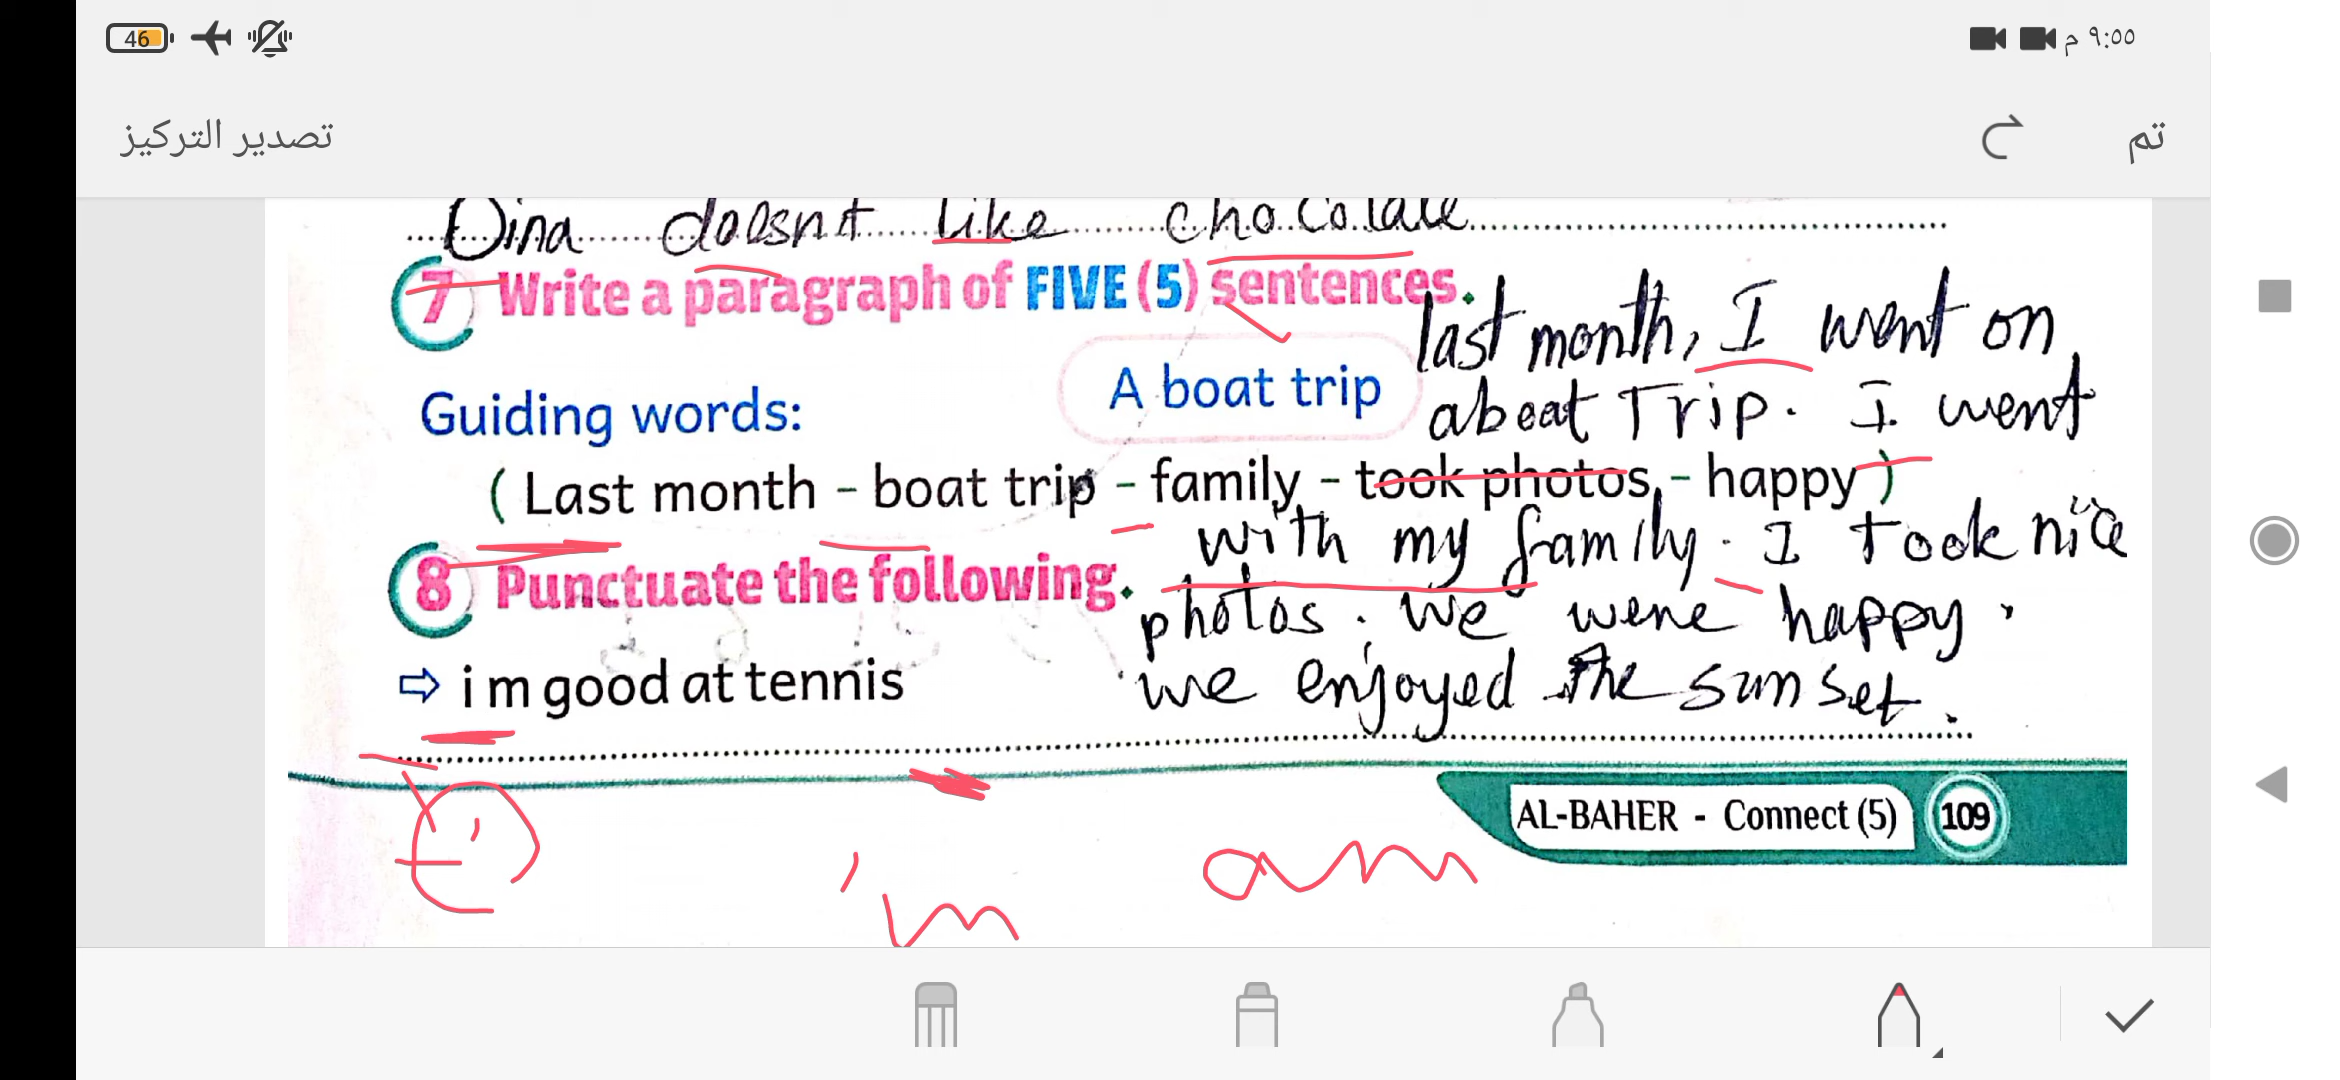 46
م ٩:٥٥
تصدير التركيز
تم
Dina doesn't like chocolate
7 Write a paragraph of FIVE (5) sentences.
last month, I went on
A boat trip
aboat Trip. I went
Guiding words:
( Last month - boat trip - family - took photos, - happy )
with my family. I took nice
8 Punctuate the following.
photos. we were happy.
⇨ i m good at tennis
we enjoyed the sunset.
AL-BAHER - Connect (5) 109
'm
am